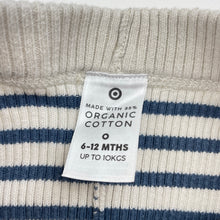 MADE WITH 95%
ORGANIC
COTTON
0
6-12 MTHS
UP TO 10KGS